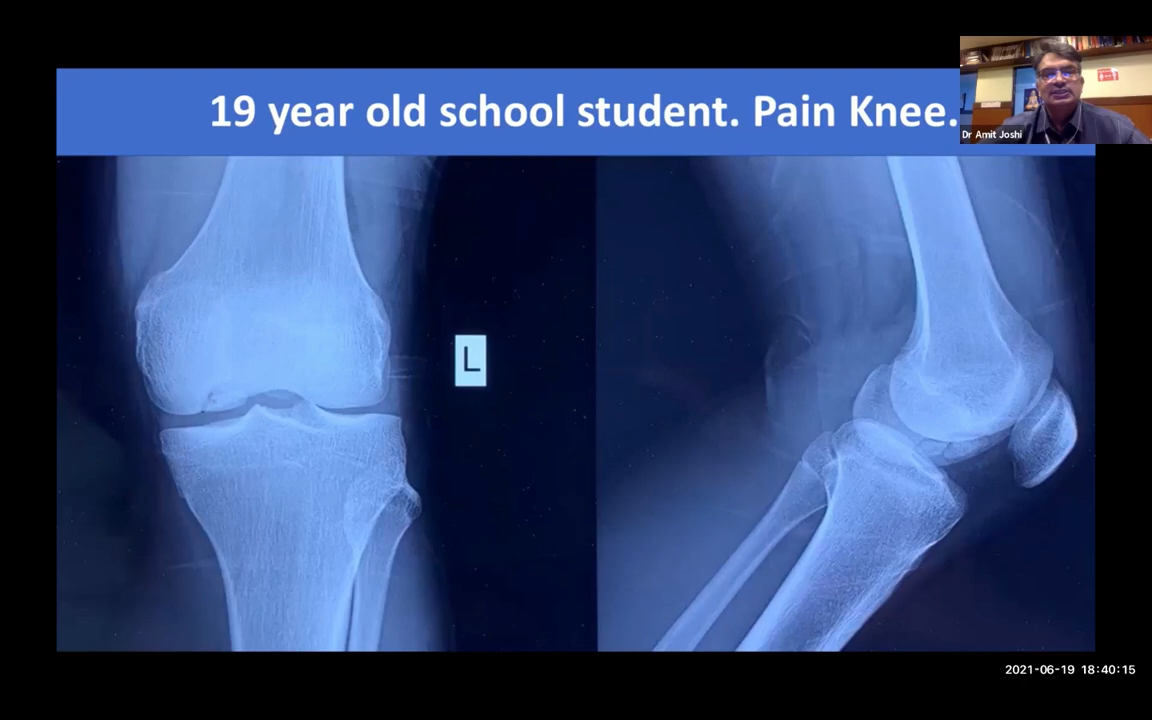 19 year old school student. Pain Knee.
Dr Amit Joshi
L
2021-06-19 18:40:15